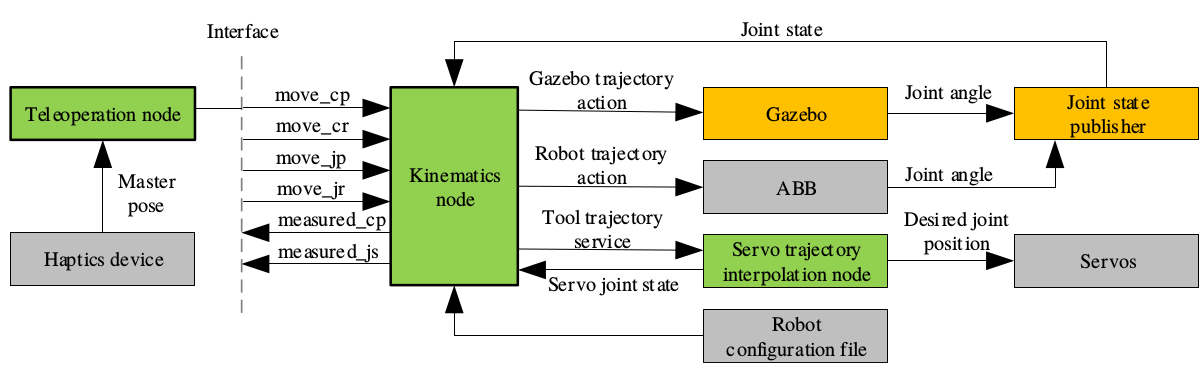 Interface
Joint state
Teleoperation node
Master
pose
Haptics device
move_cp
move_cr
move_jp
move_jr
measured_cp
measured_js
Kinematics
node
Gazebo trajectory
action
Robot trajectory
action
Tool trajectory
service
Servo joint state
Gazebo
ABB
Servo trajectory
interpolation node
Robot
configuration file
Joint angle
Joint angle
Desired joint
position
Joint state
publisher
Servos